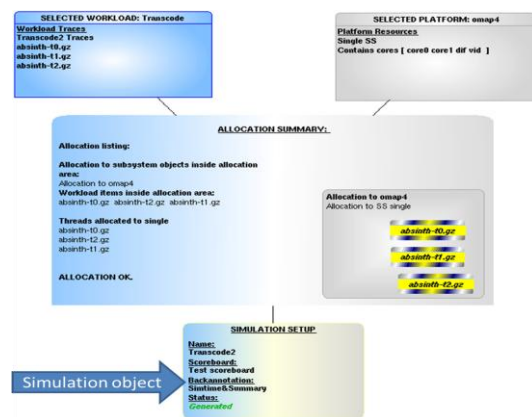 SELECTED WORKLOAD: Transcode
Workload Traces
Transcode2 Traces
absinth-t0.gz
absinth-t1.gz
absinth-t2.gz
SELECTED PLATFORM: omap4
Platform Resources
Single SS
Contains cores [ core0 core1 dif vid ]
ALLOCATION SUMMARY:
Allocation listing:
Allocation to subsystem objects inside allocation
area;
Allocation to omap4
Workload items inside allocation area;
absinth-t0.gz absinth-t2.gz absinth-t1.gz
Threads allocated to single
absinth-t0.gz
absinth-t2.gz
absinth-t1.gz
ALLOCATION OK.
Allocation to omap4
Allocation to SS single
absinth-t0.gz
absinth-t1.gz
absinth-t2.gz
SIMULATION SETUP
Name:
Transcode2
Scoreboard:
Test scoreboard
Backannotation:
Simtime&Summary
Status:
Generated
Simulation object